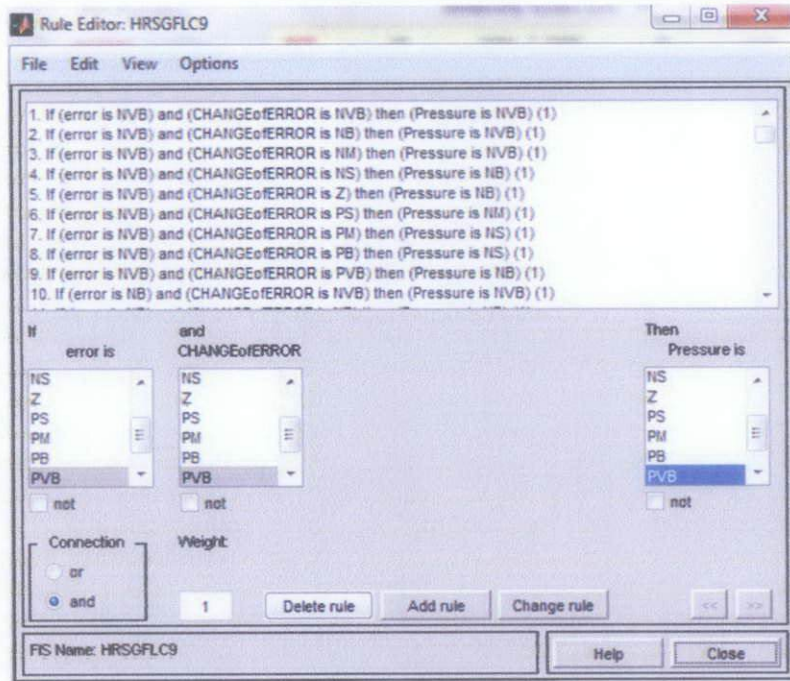 Rule Editor: HRSGFLC9
File Edit View Options
1. If (error is NVB) and (CHANGEofERROR is NVB) then (Pressure is NVB) (1)
2. If (error is NVB) and (CHANGEofERROR is NB) then (Pressure is NVB) (1)
3. If (error is NVB) and (CHANGEofERROR is NM) then (Pressure is NVB) (1)
4. If (error is NVB) and (CHANGEofERROR is NS) then (Pressure is NB) (1)
5. If (error is NVB) and (CHANGEofERROR is Z) then (Pressure is NB) (1)
6. If (error is NVB) and (CHANGEofERROR is PS) then (Pressure is NM) (1)
7. If (error is NVB) and (CHANGEofERROR is PM) then (Pressure is NS) (1)
8. If (error is NVB) and (CHANGEofERROR is PB) then (Pressure is NS) (1)
9. If (error is NVB) and (CHANGEofERROR is PVB) then (Pressure is NB) (1)
10. If (error is NB) and (CHANGEofERROR is NVB) then (Pressure is NVB) (1)
If and Then
error is CHANGEofERROR Pressure is
NS NS NS
Z Z Z
PS PS PS
PM PM PM
PB PB PB
PVB PVB PVB
not not not
Connection Weight:
or
and 1 Delete rule Add rule Change rule << >>
FIS Name: HRSGFLC9 Help Close